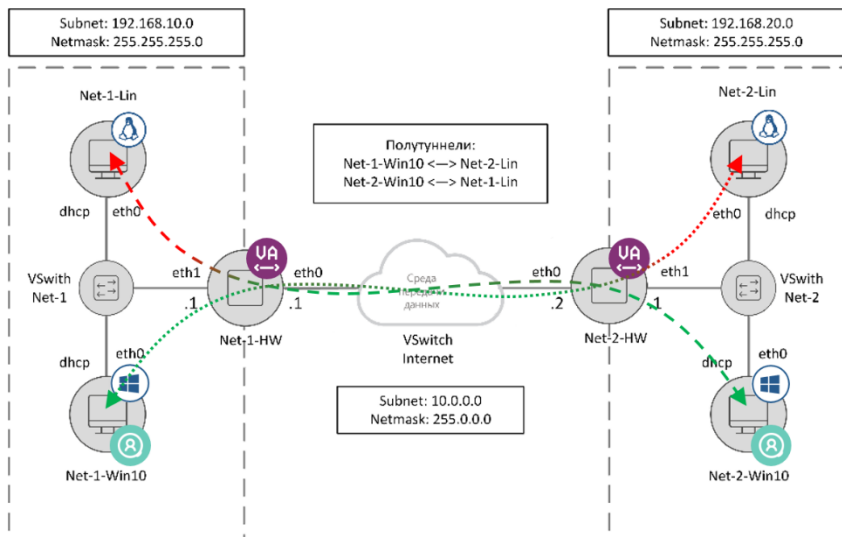 Subnet: 192.168.10.0
Netmask: 255.255.255.0
Subnet: 192.168.20.0
Netmask: 255.255.255.0
Net-1-Lin
Net-2-Lin
Полутуннели:
Net-1-Win10 <—> Net-2-Lin
Net-2-Win10 <—> Net-1-Lin
dhcp
eth0
eth0
dhcp
VSwith
Net-1
eth1
.1
VA
eth0
.1
Net-1-HW
Среда
передачи
данных
VSwitch
Internet
eth0
.2
VA
eth1
.1
Net-2-HW
VSwith
Net-2
dhcp
eth0
dhcp
eth0
Subnet: 10.0.0.0
Netmask: 255.0.0.0
Net-1-Win10
Net-2-Win10